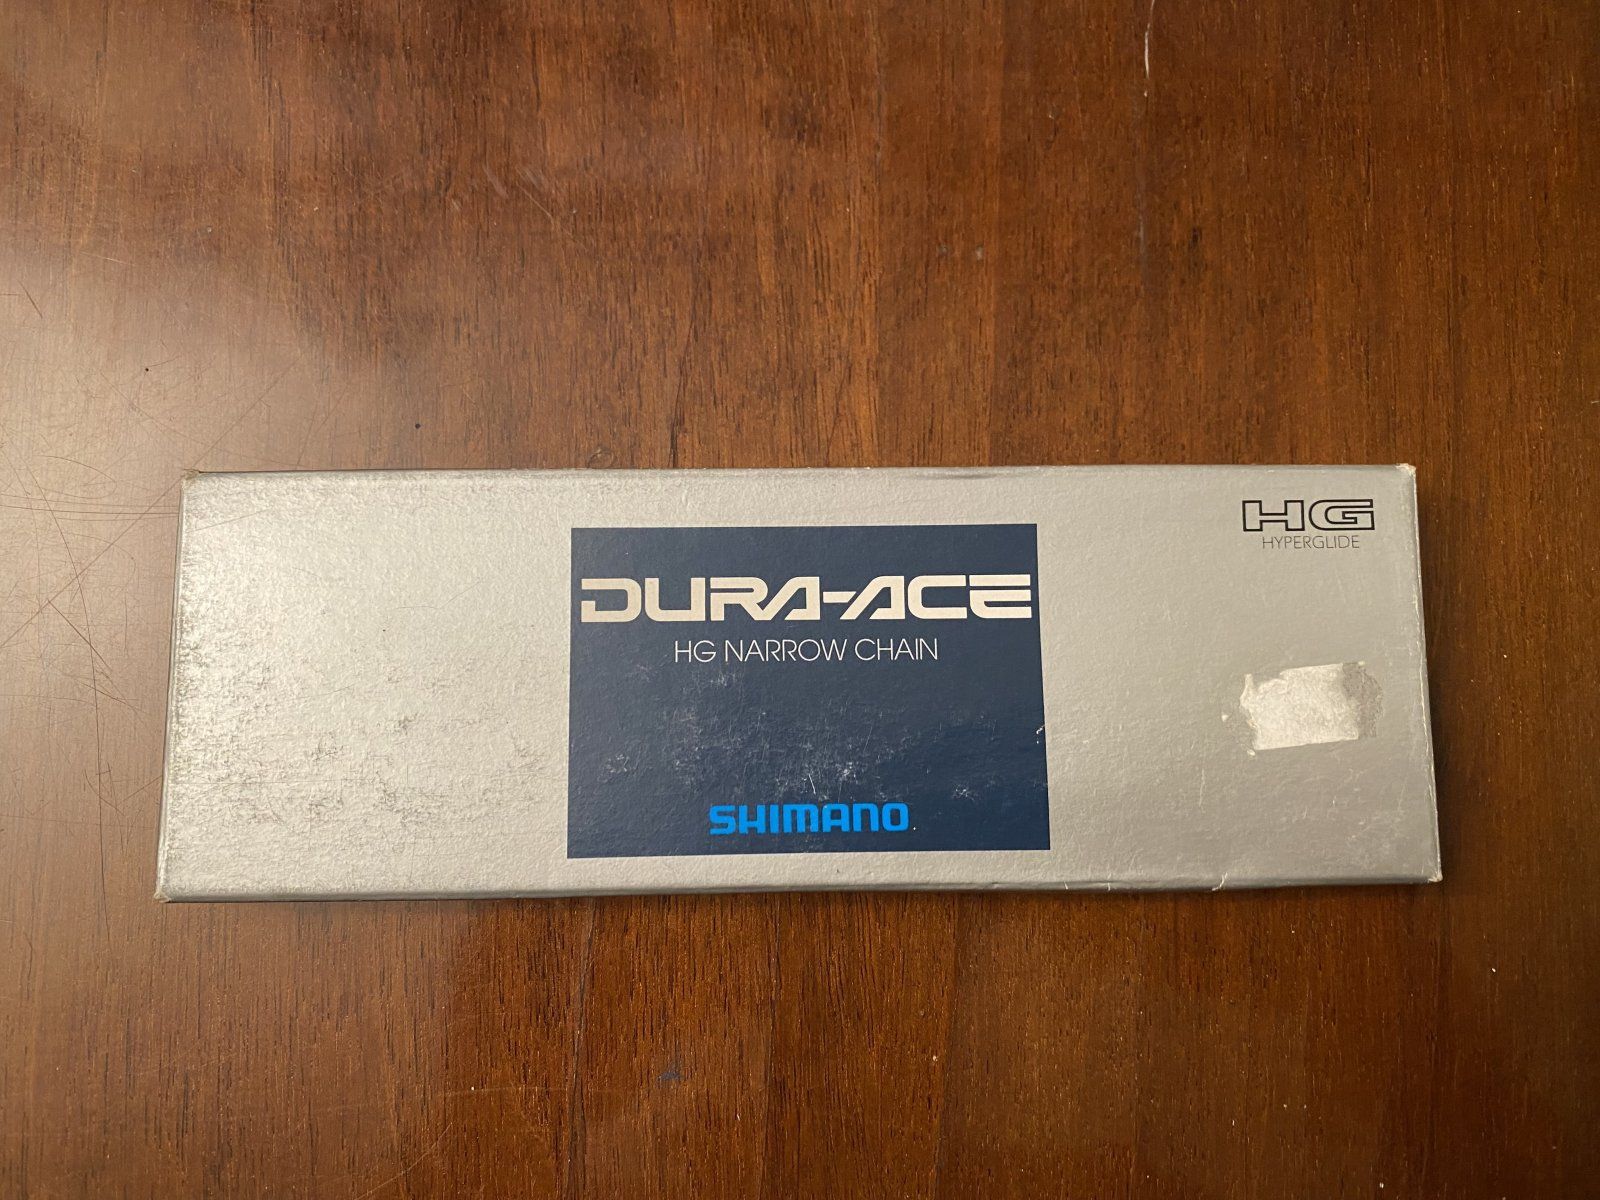 HG
HYPERGLIDE
DURA-ACE
HG NARROW CHAIN
SHIMANO